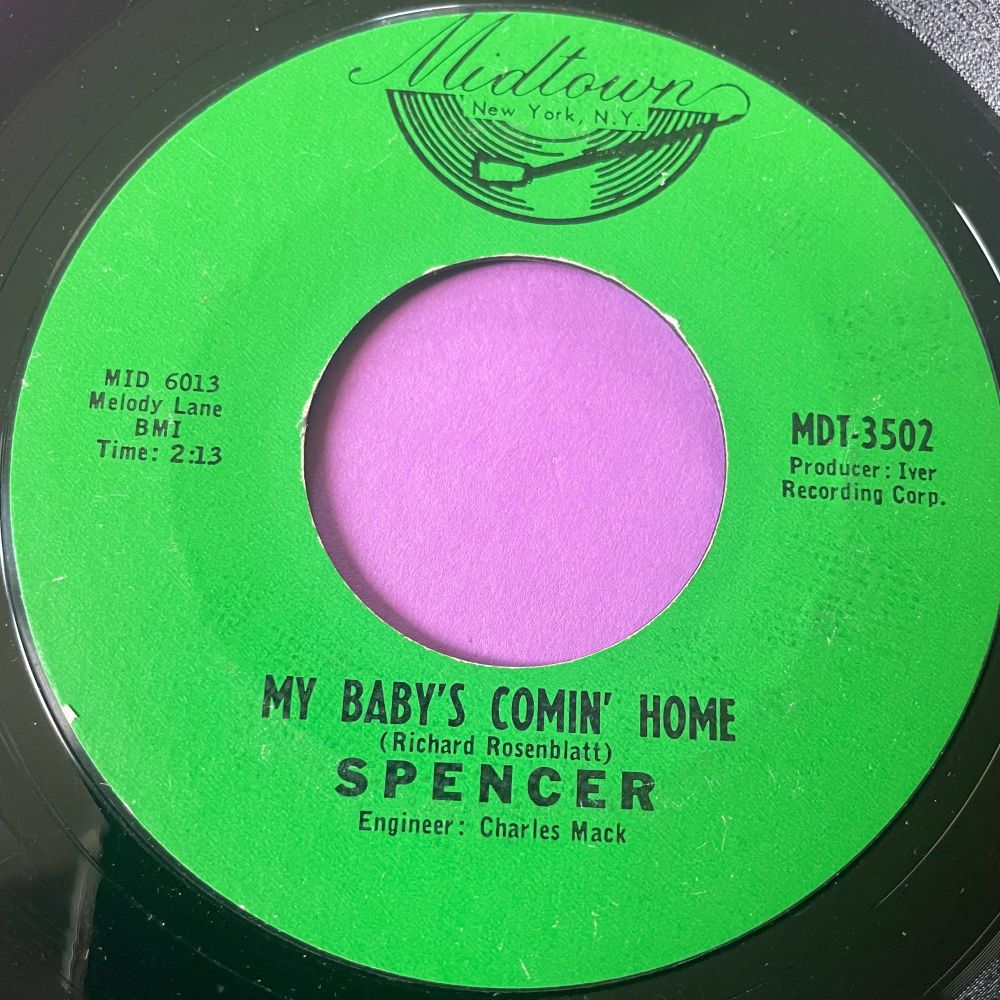 Midtown
New York, N.Y.
MID 6013
Melody Lane
BMI
Time: 2:13
MDT-3502
Producer: Iver
Recording Corp.
MY BABY'S COMIN' HOME
(Richard Rosenblatt)
SPENCER
Engineer: Charles Mack